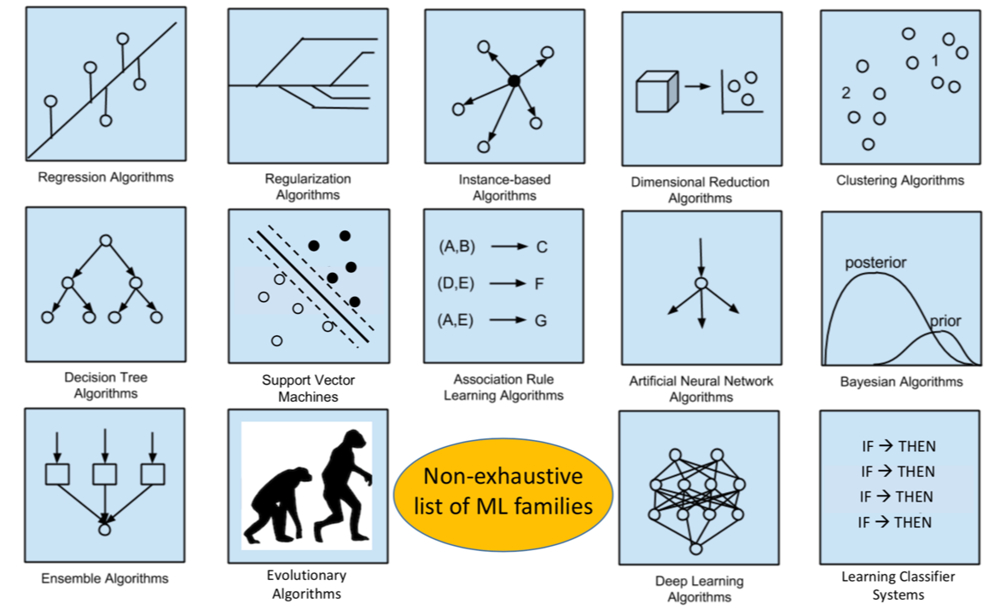 Regression Algorithms
Regularization
Algorithms
Instance-based
Algorithms
Dimensional Reduction
Algorithms
1
2
Clustering Algorithms
Decision Tree
Algorithms
Support Vector
Machines
(A,B) → C
(D,E) → F
(A,E) → G
Association Rule
Learning Algorithms
Artificial Neural Network
Algorithms
posterior
prior
Bayesian Algorithms
Ensemble Algorithms
Evolutionary
Algorithms
Non-exhaustive
list of ML families
Deep Learning
Algorithms
IF → THEN
IF → THEN
IF → THEN
IF → THEN
Learning Classifier
Systems